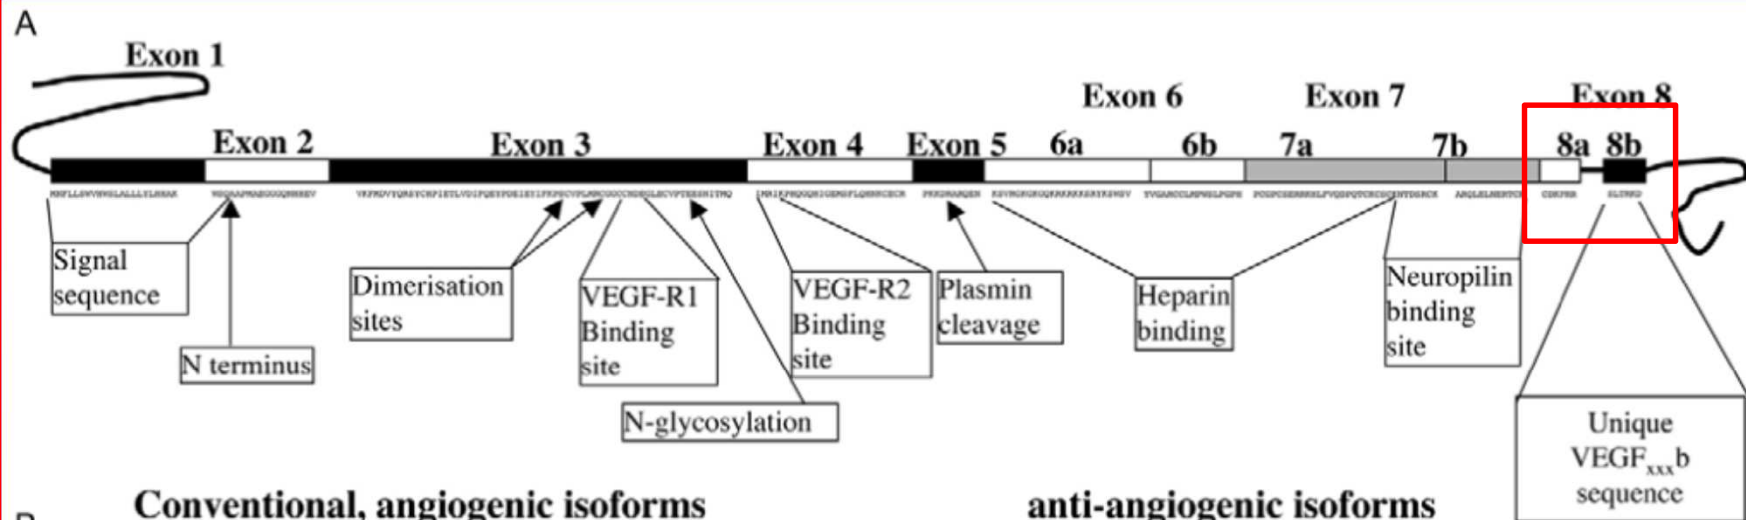 A
Exon 1
Exon 6 Exon 7 Exon 8
Exon 2 Exon 3 Exon 4 Exon 5 6a 6b 7a 7b 8a 8b
Signal
sequence
N terminus
Dimerisation
sites
VEGF-R1
Binding
site
N-glycosylation
VEGF-R2
Binding
site
Plasmin
cleavage
Heparin
binding
Neuropilin
binding
site
Unique
VEGFxxxb
sequence
Conventional, angiogenic isoforms
anti-angiogenic isoforms